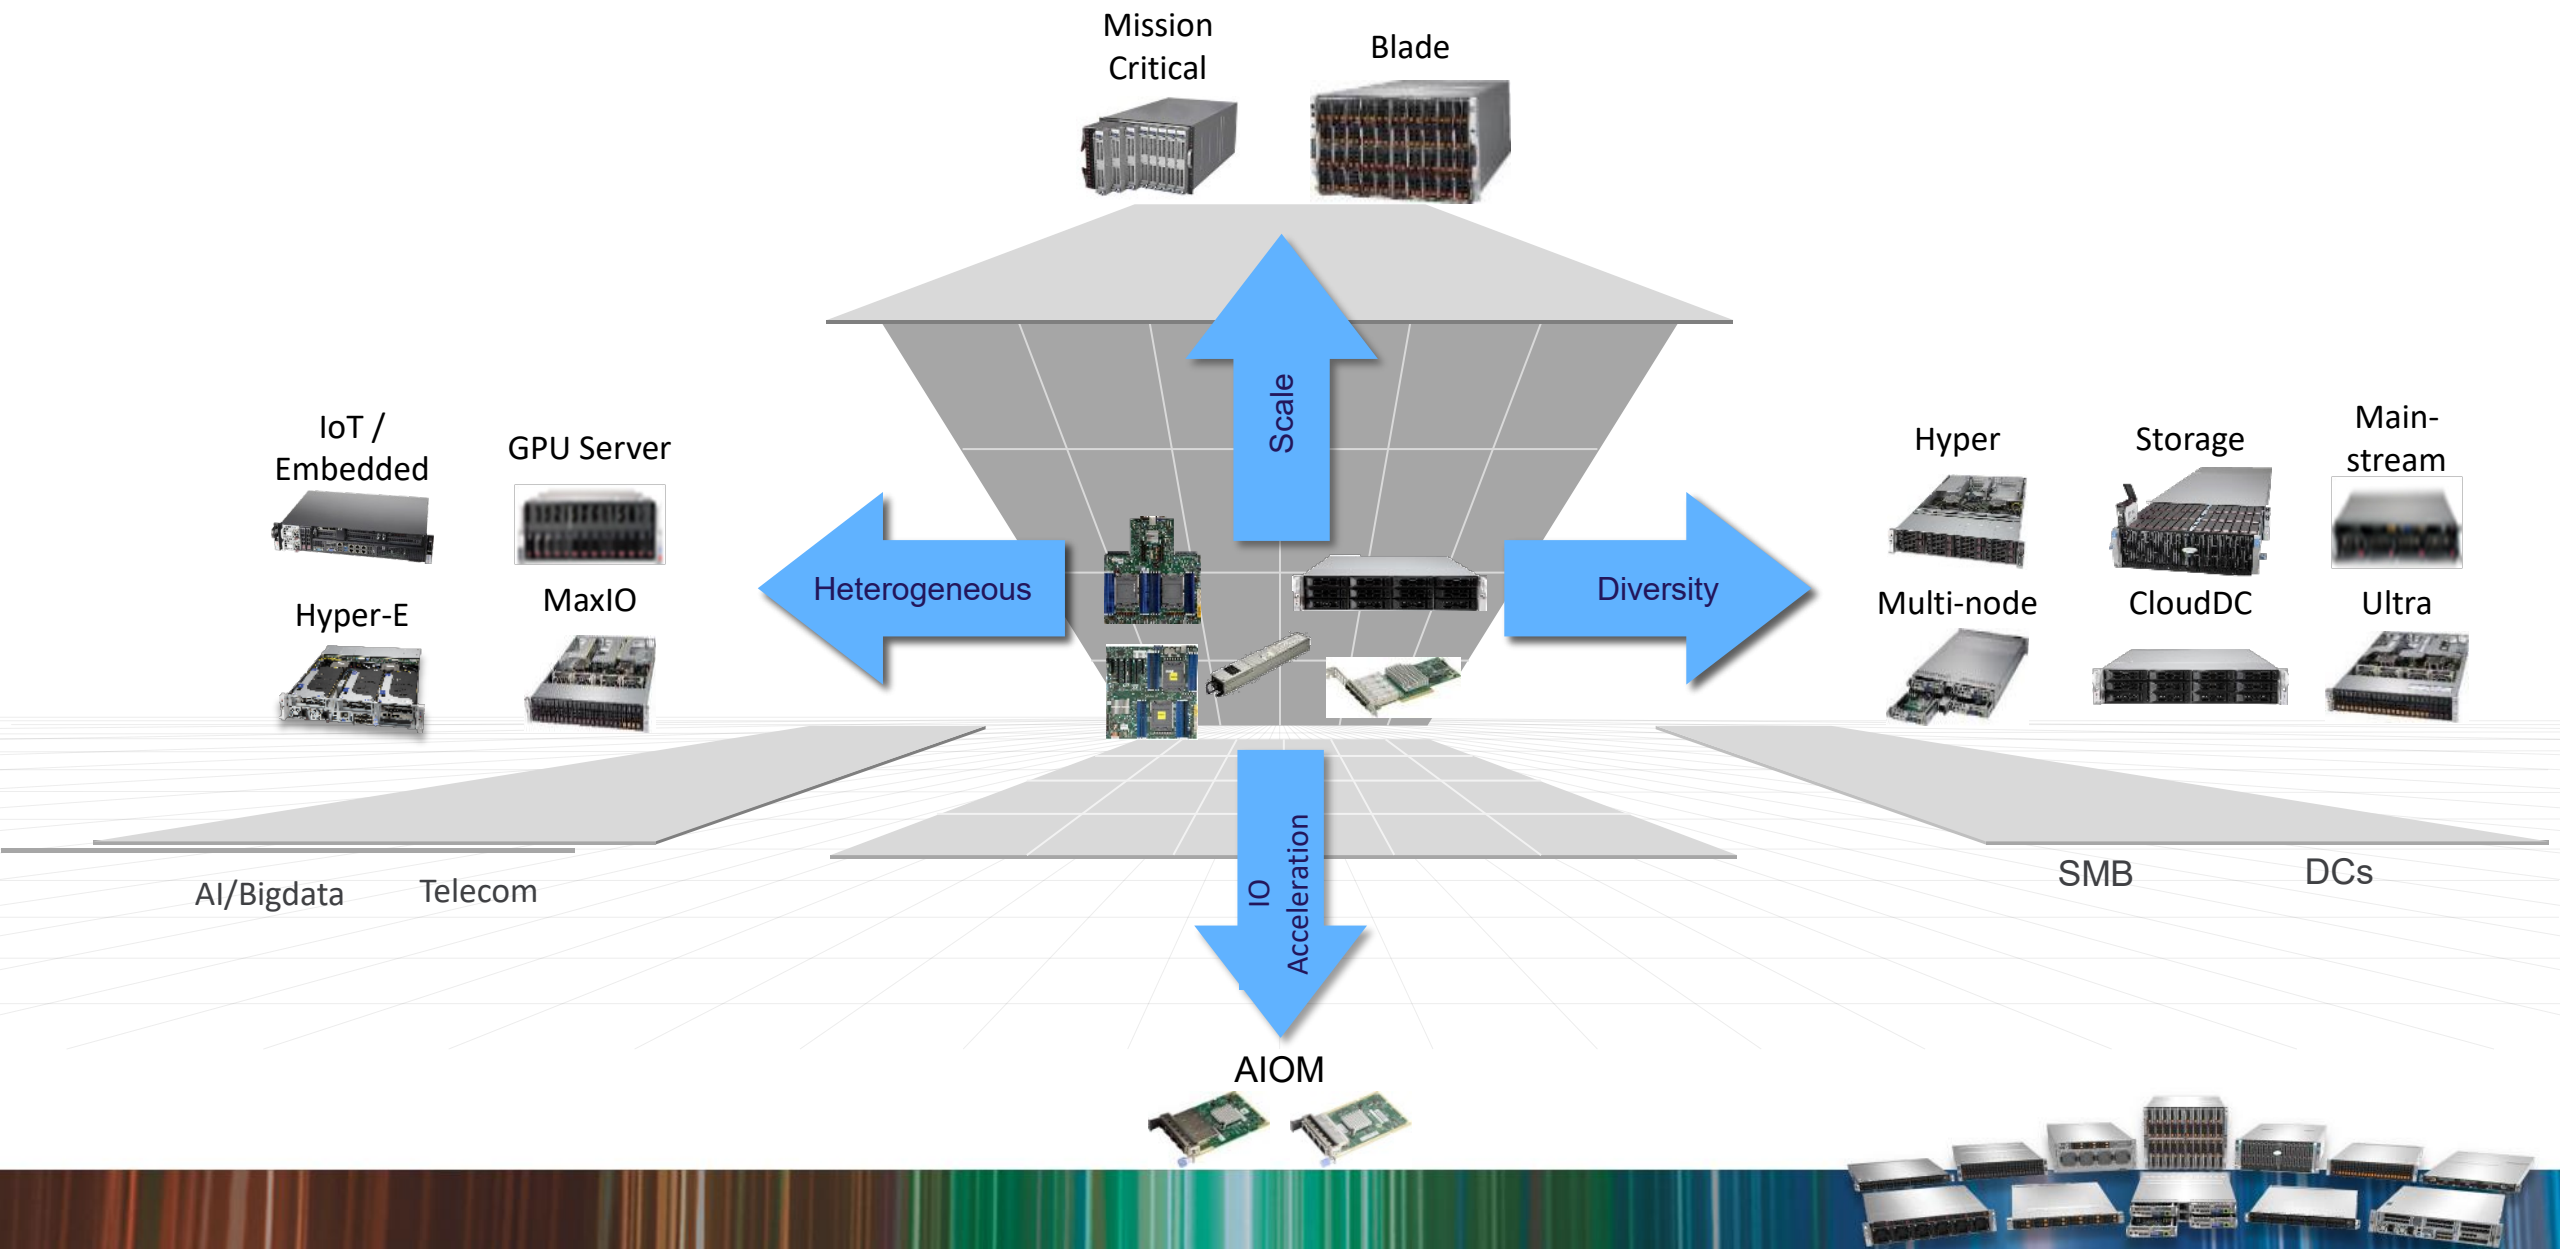 Mission
Critical
Blade
Scale
IoT /
Embedded
GPU Server
Hyper
Storage
Main-
stream
Heterogeneous
Diversity
Hyper-E
MaxIO
Multi-node
CloudDC
Ultra
IO
Acceleration
AI/Bigdata
Telecom
SMB
DCs
AIOM